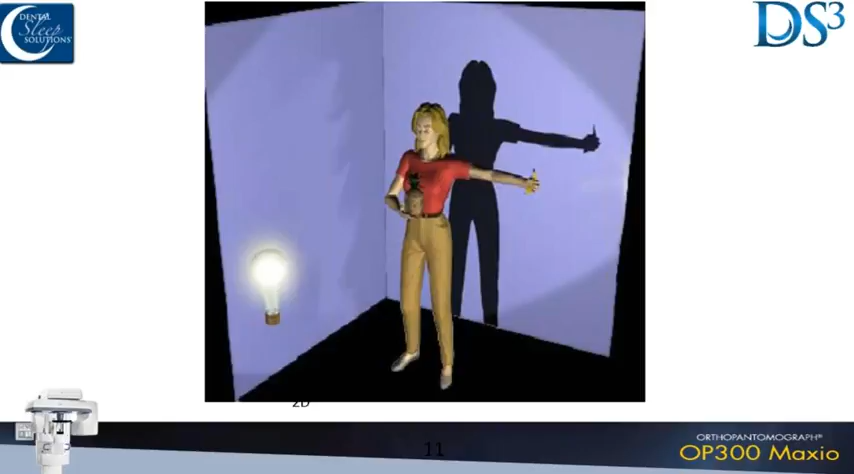 DENTAL
Sleep
SOLUTIONS
DS3
2D
11
ORTHOPANTOMOGRAPH®
OP300 Maxio